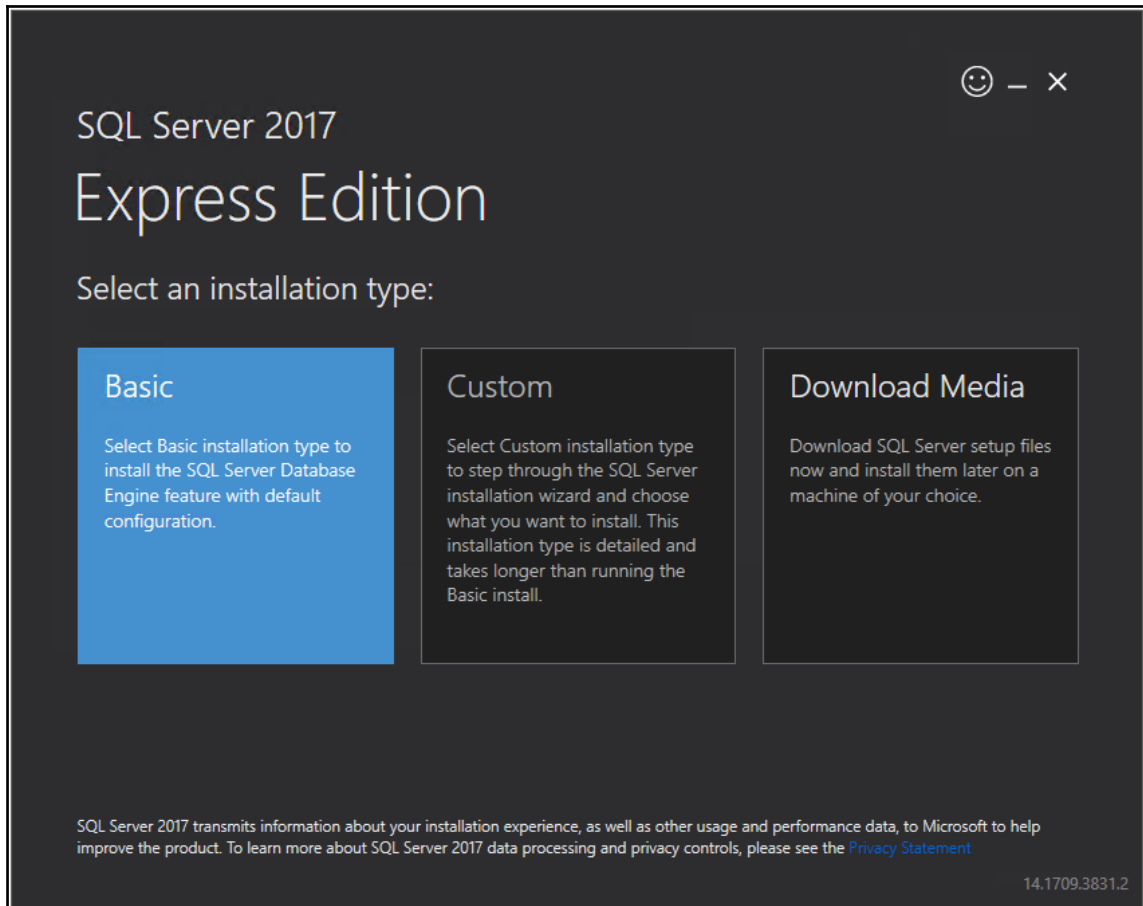 SQL Server 2017
Express Edition
Select an installation type:
Basic
Select Basic installation type to
install the SQL Server Database
Engine feature with default
configuration.
Custom
Select Custom installation type
to step through the SQL Server
installation wizard and choose
what you want to install. This
installation type is detailed and
takes longer than running the
Basic install.
Download Media
Download SQL Server setup files
now and install them later on a
machine of your choice.
SQL Server 2017 transmits information about your installation experience, as well as other usage and performance data, to Microsoft to help
improve the product. To learn more about SQL Server 2017 data processing and privacy controls, please see the Privacy Statement
14.1709.3831.2